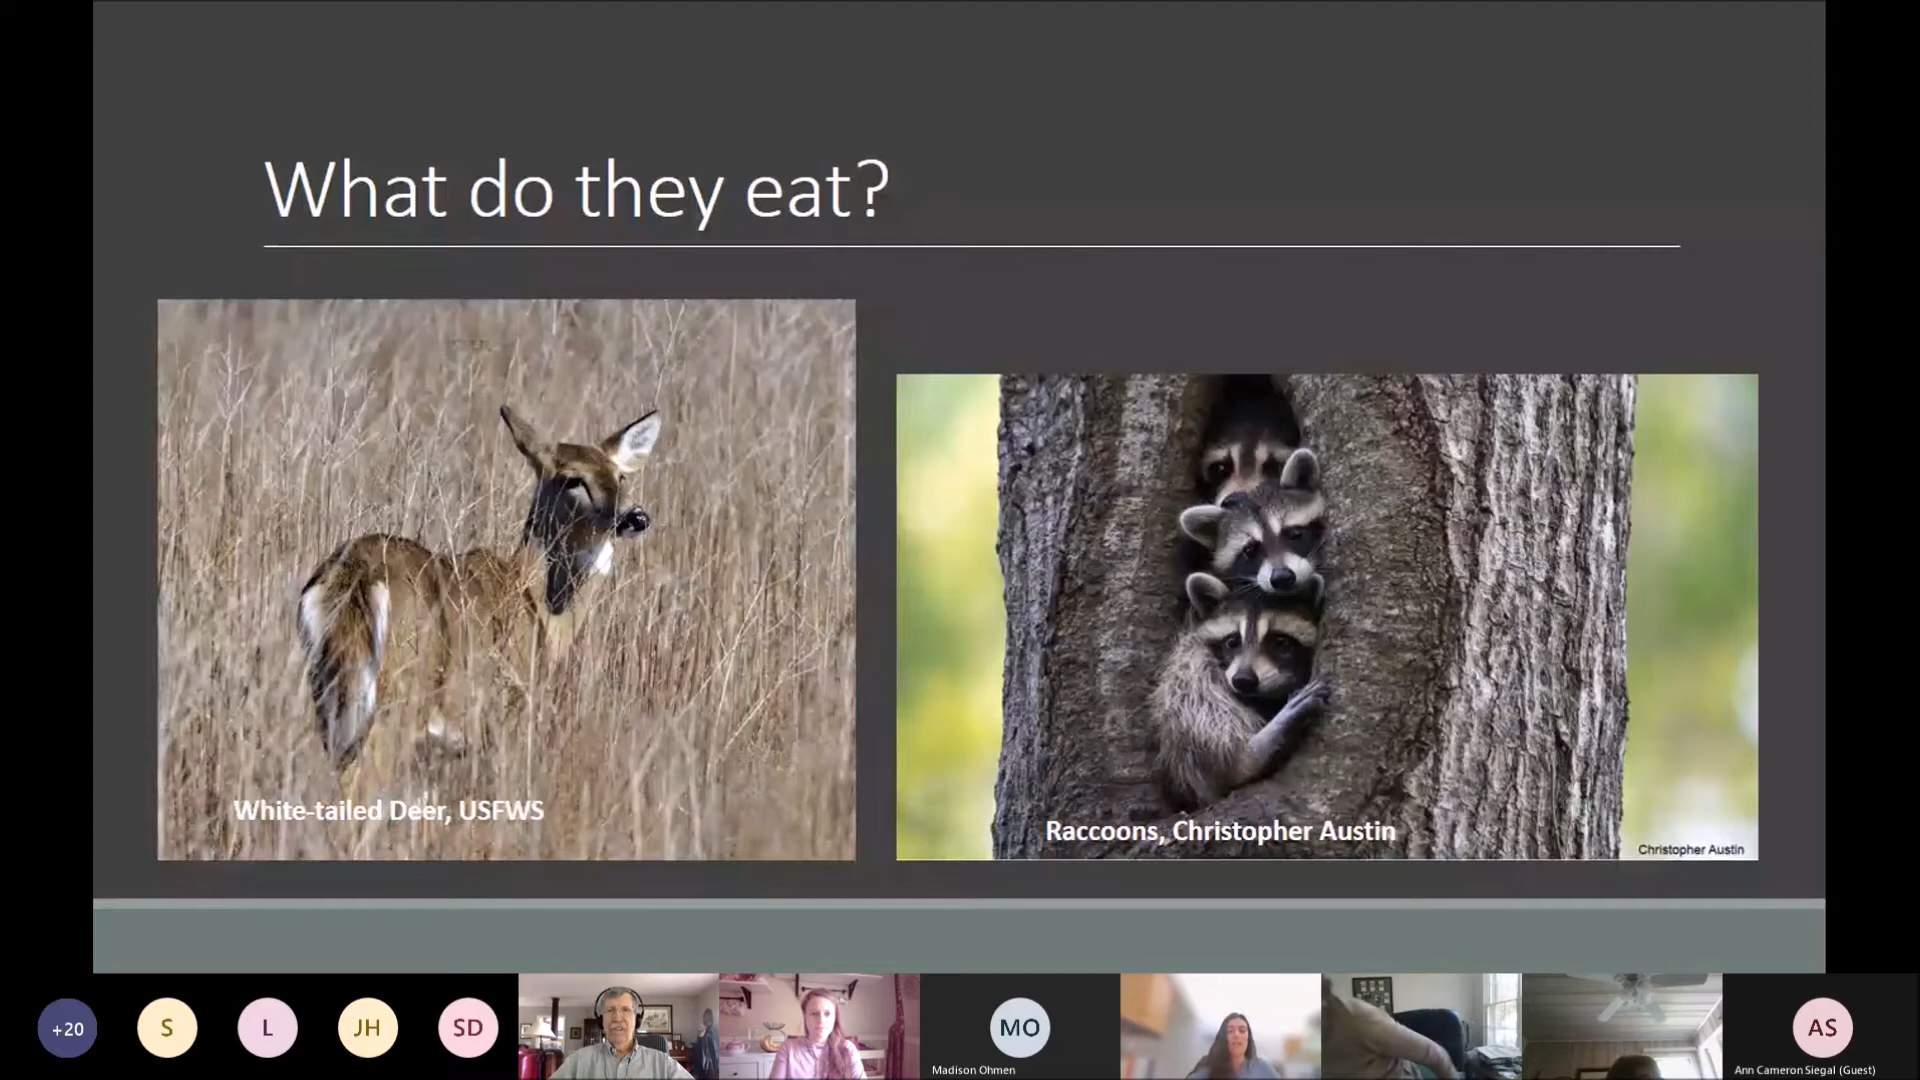 What do they eat?
White-tailed Deer, USFWS
Raccoons, Christopher Austin
Christopher Austin
+20
S
L
JH
SD
MO
Madison Ohmen
AS
Ann Cameron Siegal (Guest)